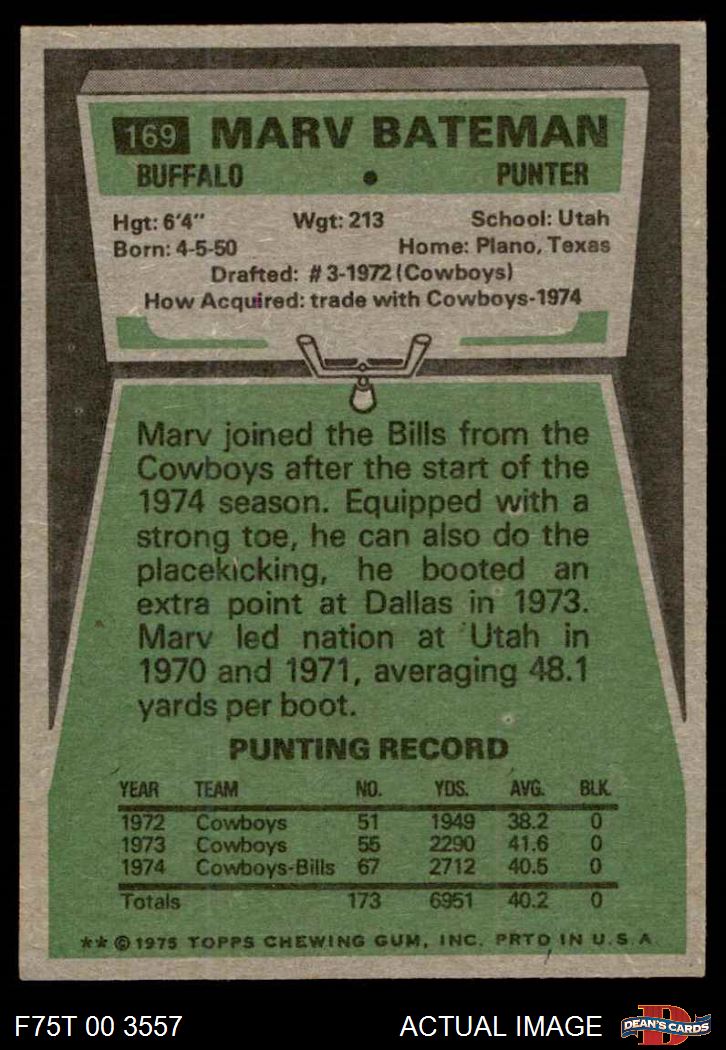 169 MARV BATEMAN
BUFFALO • PUNTER
Hgt: 6'4" Wgt: 213 School: Utah
Born: 4-5-50 Home: Plano, Texas
Drafted: #3-1972 (Cowboys)
How Acquired: trade with Cowboys-1974
Marv joined the Bills from the
Cowboys after the start of the
1974 season. Equipped with a
strong toe, he can also do the
placekicking, he booted an
extra point at Dallas in 1973.
Marv led nation at Utah in
1970 and 1971, averaging 48.1
yards per boot.
PUNTING RECORD
YEAR TEAM NO. YDS. AVG. BLK.
1972 Cowboys 51 1949 38.2 0
1973 Cowboys 55 2290 41.6 0
1974 Cowboys-Bills 67 2712 40.5 0
Totals 173 6951 40.2 0
** © 1975 TOPPS CHEWING GUM, INC. PRTD IN U.S.A.
F75T 00 3557 ACTUAL IMAGE D DEAN'S CARDS